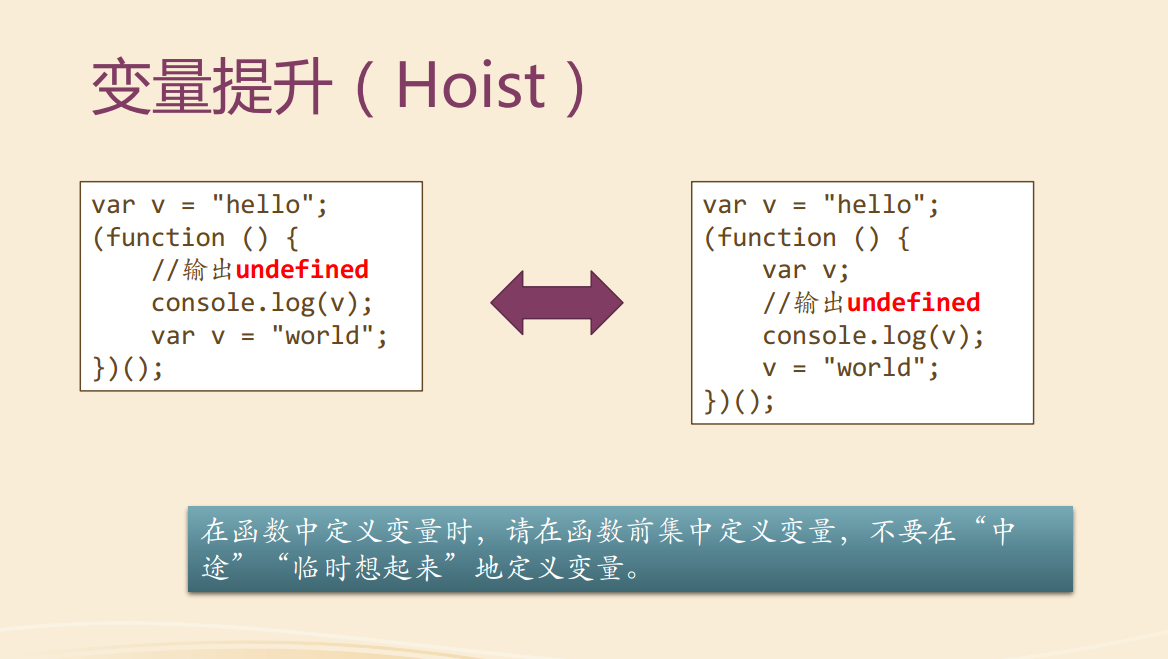 变量提升（Hoist）
var v = "hello";
(function () {
    //输出undefined
    console.log(v);
    var v = "world";
})();
var v = "hello";
(function () {
    var v;
    //输出undefined
    console.log(v);
    v = "world";
})();
在函数中定义变量时，请在函数前集中定义变量，不要在“中
途”“临时想起来”地定义变量。